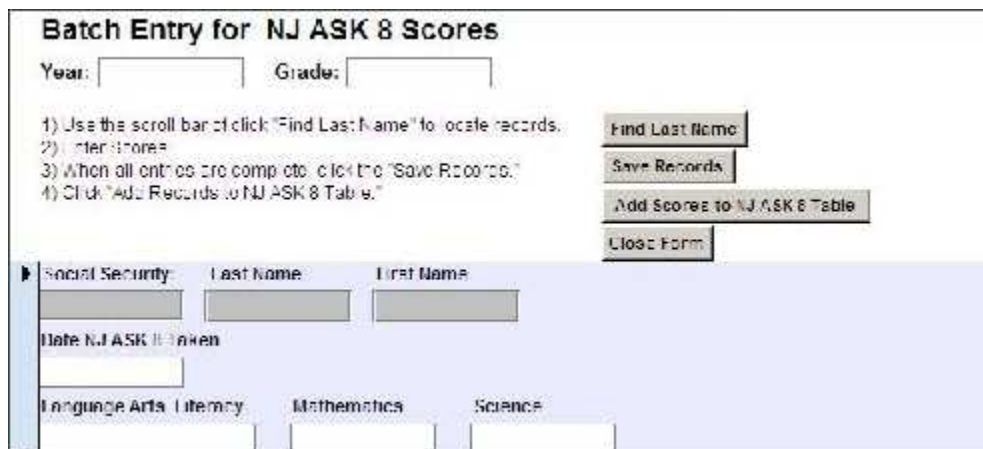 Batch Entry for NJ ASK 8 Scores
Year: Grade:
1) Use the scroll bar of click "Find Last Name" to locate records.
2) Enter Scores
3) When all entries are complete, click the "Save Records."
4) Click "Add Records to NJ ASK 8 Table."
Find Last Name
Save Records
Add Scores to NJ ASK 8 Table
Close Form
Social Security Last Name First Name
Date NJ ASK 8 Taken
Language Arts Literacy Mathematics Science